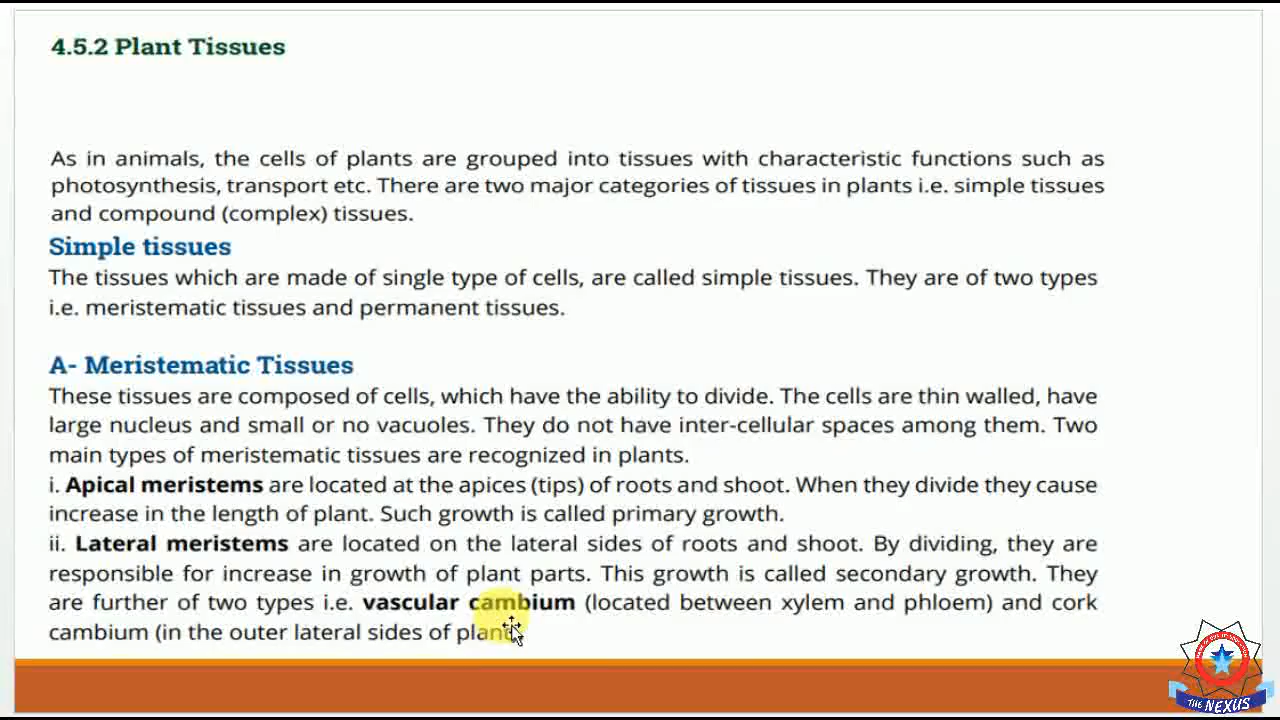 4.5.2 Plant Tissues
As in animals, the cells of plants are grouped into tissues with characteristic functions such as
photosynthesis, transport etc. There are two major categories of tissues in plants i.e. simple tissues
and compound (complex) tissues.
Simple tissues
The tissues which are made of single type of cells, are called simple tissues. They are of two types
i.e. meristematic tissues and permanent tissues.
A- Meristematic Tissues
These tissues are composed of cells, which have the ability to divide. The cells are thin walled, have
large nucleus and small or no vacuoles. They do not have inter-cellular spaces among them. Two
main types of meristematic tissues are recognized in plants.
i. Apical meristems are located at the apices (tips) of roots and shoot. When they divide they cause
increase in the length of plant. Such growth is called primary growth.
ii. Lateral meristems are located on the lateral sides of roots and shoot. By dividing, they are
responsible for increase in growth of plant parts. This growth is called secondary growth. They
are further of two types i.e. vascular cambium (located between xylem and phloem) and cork
cambium (in the outer lateral sides of plant
THE NEXUS